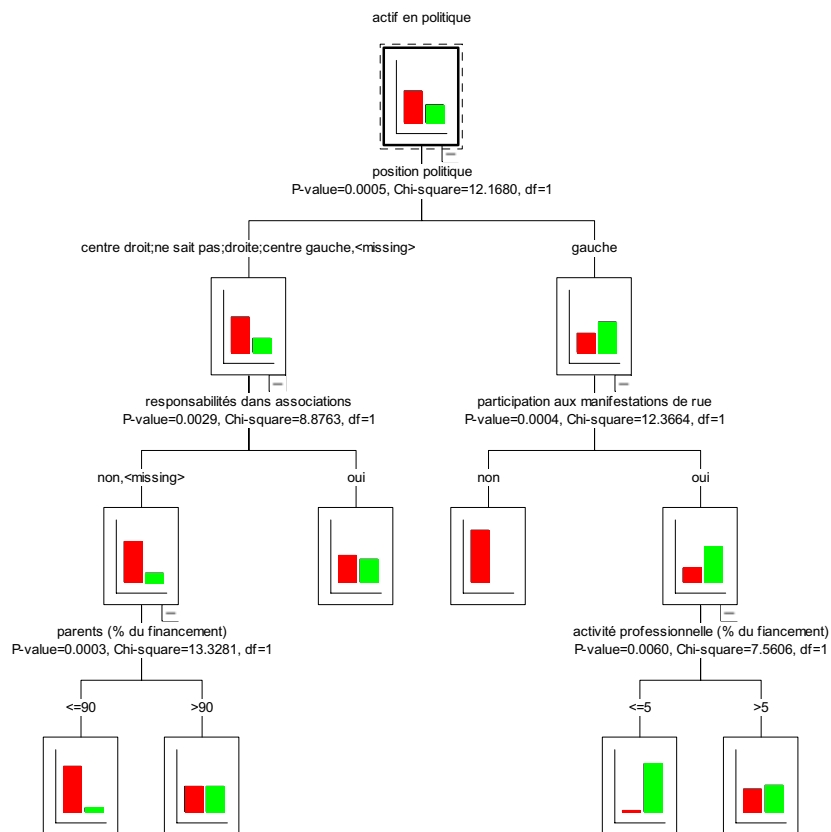 actif en politique
position politique
P-value=0.0005, Chi-square=12.1680, df=1
centre droit;ne sait pas;droite;centre gauche,<missing>
gauche
responsabilités dans associations
P-value=0.0029, Chi-square=8.8763, df=1
participation aux manifestations de rue
P-value=0.0004, Chi-square=12.3664, df=1
non,<missing>
oui
non
oui
parents (% du financement)
P-value=0.0003, Chi-square=13.3281, df=1
activité professionnelle (% du fiancement)
P-value=0.0060, Chi-square=7.5606, df=1
<=90
>90
<=5
>5